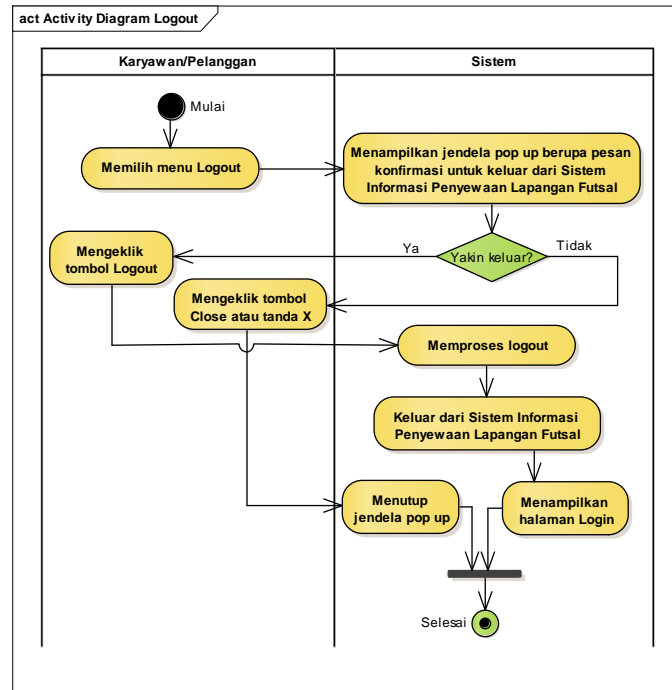 act Activity Diagram Logout
Karyawan/Pelanggan
Sistem
Mulai
Memilih menu Logout
Menampilkan jendela pop up berupa pesan
konfirmasi untuk keluar dari Sistem
Informasi Penyewaan Lapangan Futsal
Yakin keluar?
Ya
Tidak
Mengeklik
tombol Logout
Mengeklik tombol
Close atau tanda X
Memproses logout
Keluar dari Sistem Informasi
Penyewaan Lapangan Futsal
Menutup
jendela pop up
Menampilkan
halaman Login
Selesai